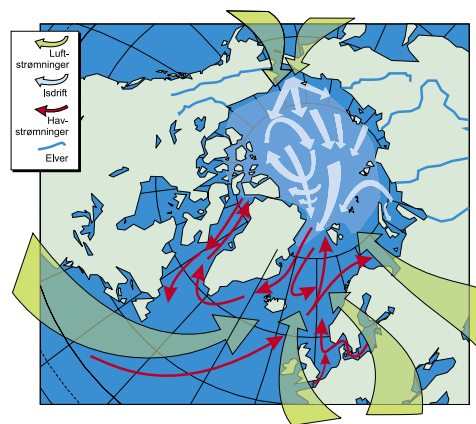 Luft-
strømninger
Isdrift
Hav-
strømninger
Elver